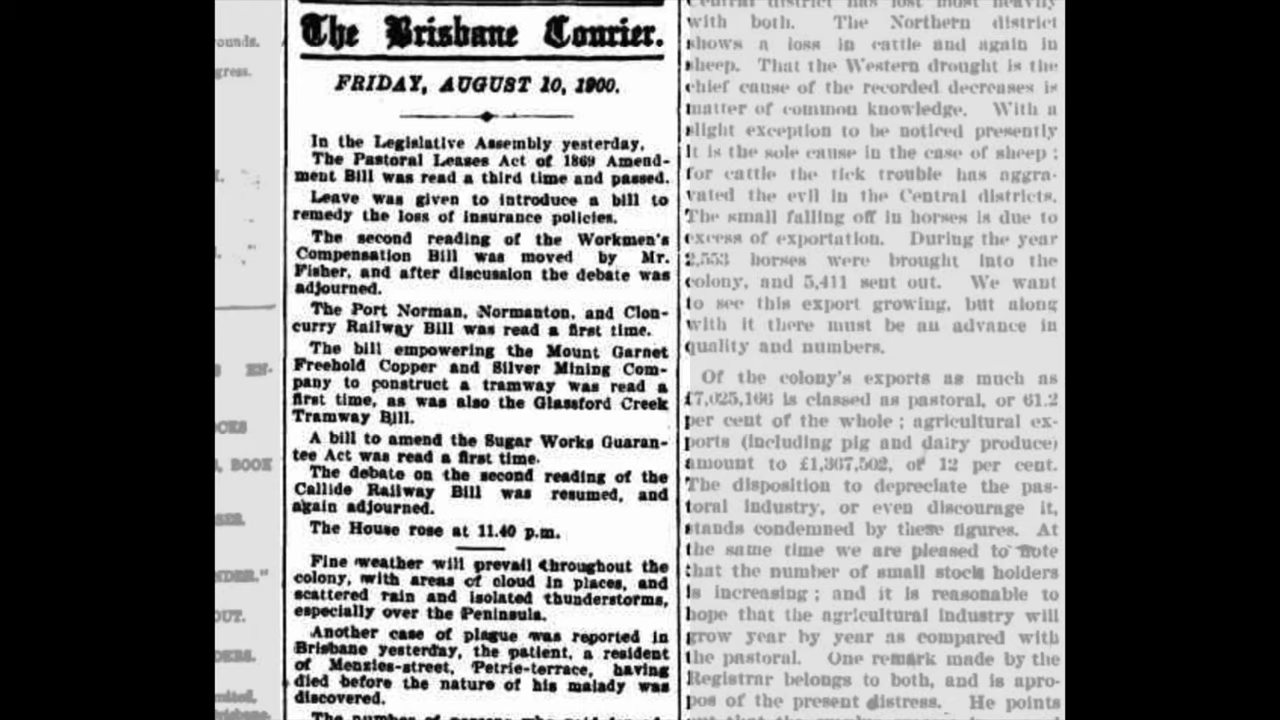 ounds.
gress.
EN-
BOOK
The Brisbane Courier.
FRIDAY, AUGUST 10, 1900.
In the Legislative Assembly yesterday,
The Pastoral Leases Act of 1869 Amend-
ment Bill was read a third time and passed.
Leave was given to introduce a bill to
remedy the loss of insurance policies.
The second reading of the Workmen's
Compensation Bill was moved by Mr.
Fisher, and after discussion the debate was
adjourned.
The Port Norman, Normanton, and Clon-
curry Railway Bill was read a first time.
The bill empowering the Mount Garnet
Freehold Copper and Silver Mining Com-
pany to construct a tramway was read a
first time, as was also the Glassford Creek
Tramway Bill.
A bill to amend the Sugar Works Guaran-
tee Act was read a first time.
The debate on the second reading of the
Callide Railway Bill was resumed, and
again adjourned.
The House rose at 11.40 p.m.
Fine weather will prevail throughout the
colony, with areas of cloud in places, and
scattered rain and isolated thunderstorms,
especially over the Peninsula.
Another case of plague was reported in
Brisbane yesterday, the patient, a resident
of Menzies-street, Petrie-terrace, having
died before the nature of his malady was
discovered.
Central district has lost most heavily
with both. The Northern district
shows a loss in cattle and again in
sheep. That the Western drought is the
chief cause of the recorded decreases is
matter of common knowledge. With a
slight exception to be noticed presently
it is the sole cause in the case of sheep;
for cattle the tick trouble has aggra-
vated the evil in the Central districts.
The small falling off in horses is due to
excess of exportation. During the year
2,553 horses were brought into the
colony, and 5,411 sent out. We want
to see this export growing, but along
with it there must be an advance in
quality and numbers.
Of the colony's exports as much as
£7,025,166 is classed as pastoral, or 61.2
per cent of the whole; agricultural ex-
ports (including pig and dairy produce)
amount to £1,367,502, or 12 per cent.
The disposition to depreciate the pas-
toral industry, or even discourage it,
stands condemned by these figures. At
the same time we are pleased to note
that the number of small stock holders
is increasing; and it is reasonable to
hope that the agricultural industry will
grow year by year as compared with
the pastoral. One remark made by the
Registrar belongs to both, and is apro-
pos of the present distress. He points